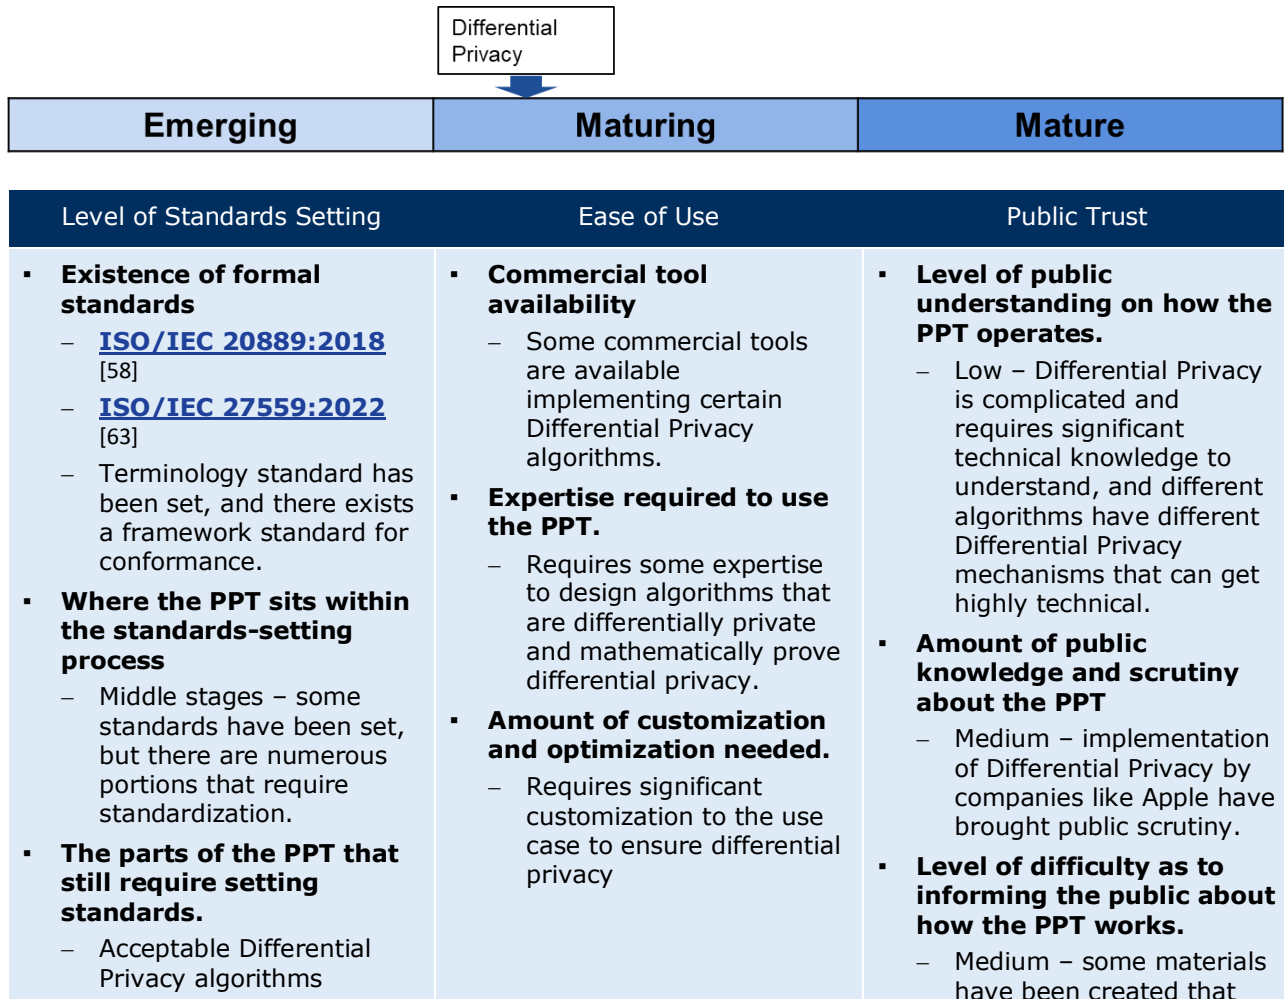 Differential
Privacy
Emerging
Maturing
Mature
Level of Standards Setting
Ease of Use
Public Trust
▪ Existence of formal
standards
– ISO/IEC 20889:2018
[58]
– ISO/IEC 27559:2022
[63]
– Terminology standard has
been set, and there exists
a framework standard for
conformance.
▪ Where the PPT sits within
the standards-setting
process
– Middle stages – some
standards have been set,
but there are numerous
portions that require
standardization.
▪ The parts of the PPT that
still require setting
standards.
– Acceptable Differential
Privacy algorithms
▪ Commercial tool
availability
– Some commercial tools
are available
implementing certain
Differential Privacy
algorithms.
▪ Expertise required to use
the PPT.
– Requires some expertise
to design algorithms that
are differentially private
and mathematically prove
differential privacy.
▪ Amount of customization
and optimization needed.
– Requires significant
customization to the use
case to ensure differential
privacy
▪ Level of public
understanding on how the
PPT operates.
– Low – Differential Privacy
is complicated and
requires significant
technical knowledge to
understand, and different
algorithms have different
Differential Privacy
mechanisms that can get
highly technical.
▪ Amount of public
knowledge and scrutiny
about the PPT
– Medium – implementation
of Differential Privacy by
companies like Apple have
brought public scrutiny.
▪ Level of difficulty as to
informing the public about
how the PPT works.
– Medium – some materials
have been created that